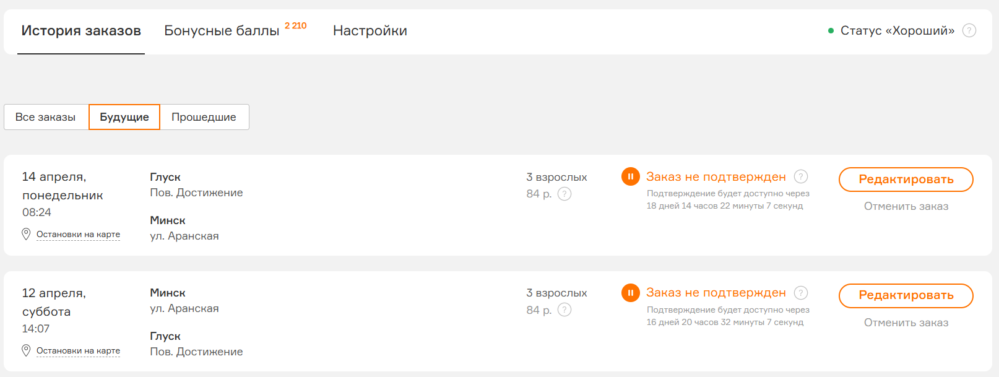 История заказов
Бонусные баллы 2 210
Настройки
Статус «Хороший» ?
Все заказы
Будущие
Прошедшие
14 апреля,
понедельник
08:24
Остановки на карте
Глуск
Пов. Достижение
Минск
ул. Аранская
3 взрослых
84 р. ?
Заказ не подтвержден ?
Подтверждение будет доступно через
18 дней 14 часов 22 минуты 7 секунд
Редактировать
Отменить заказ
12 апреля,
суббота
14:07
Остановки на карте
Минск
ул. Аранская
Глуск
Пов. Достижение
3 взрослых
84 р. ?
Заказ не подтвержден ?
Подтверждение будет доступно через
16 дней 20 часов 32 минуты 7 секунд
Редактировать
Отменить заказ